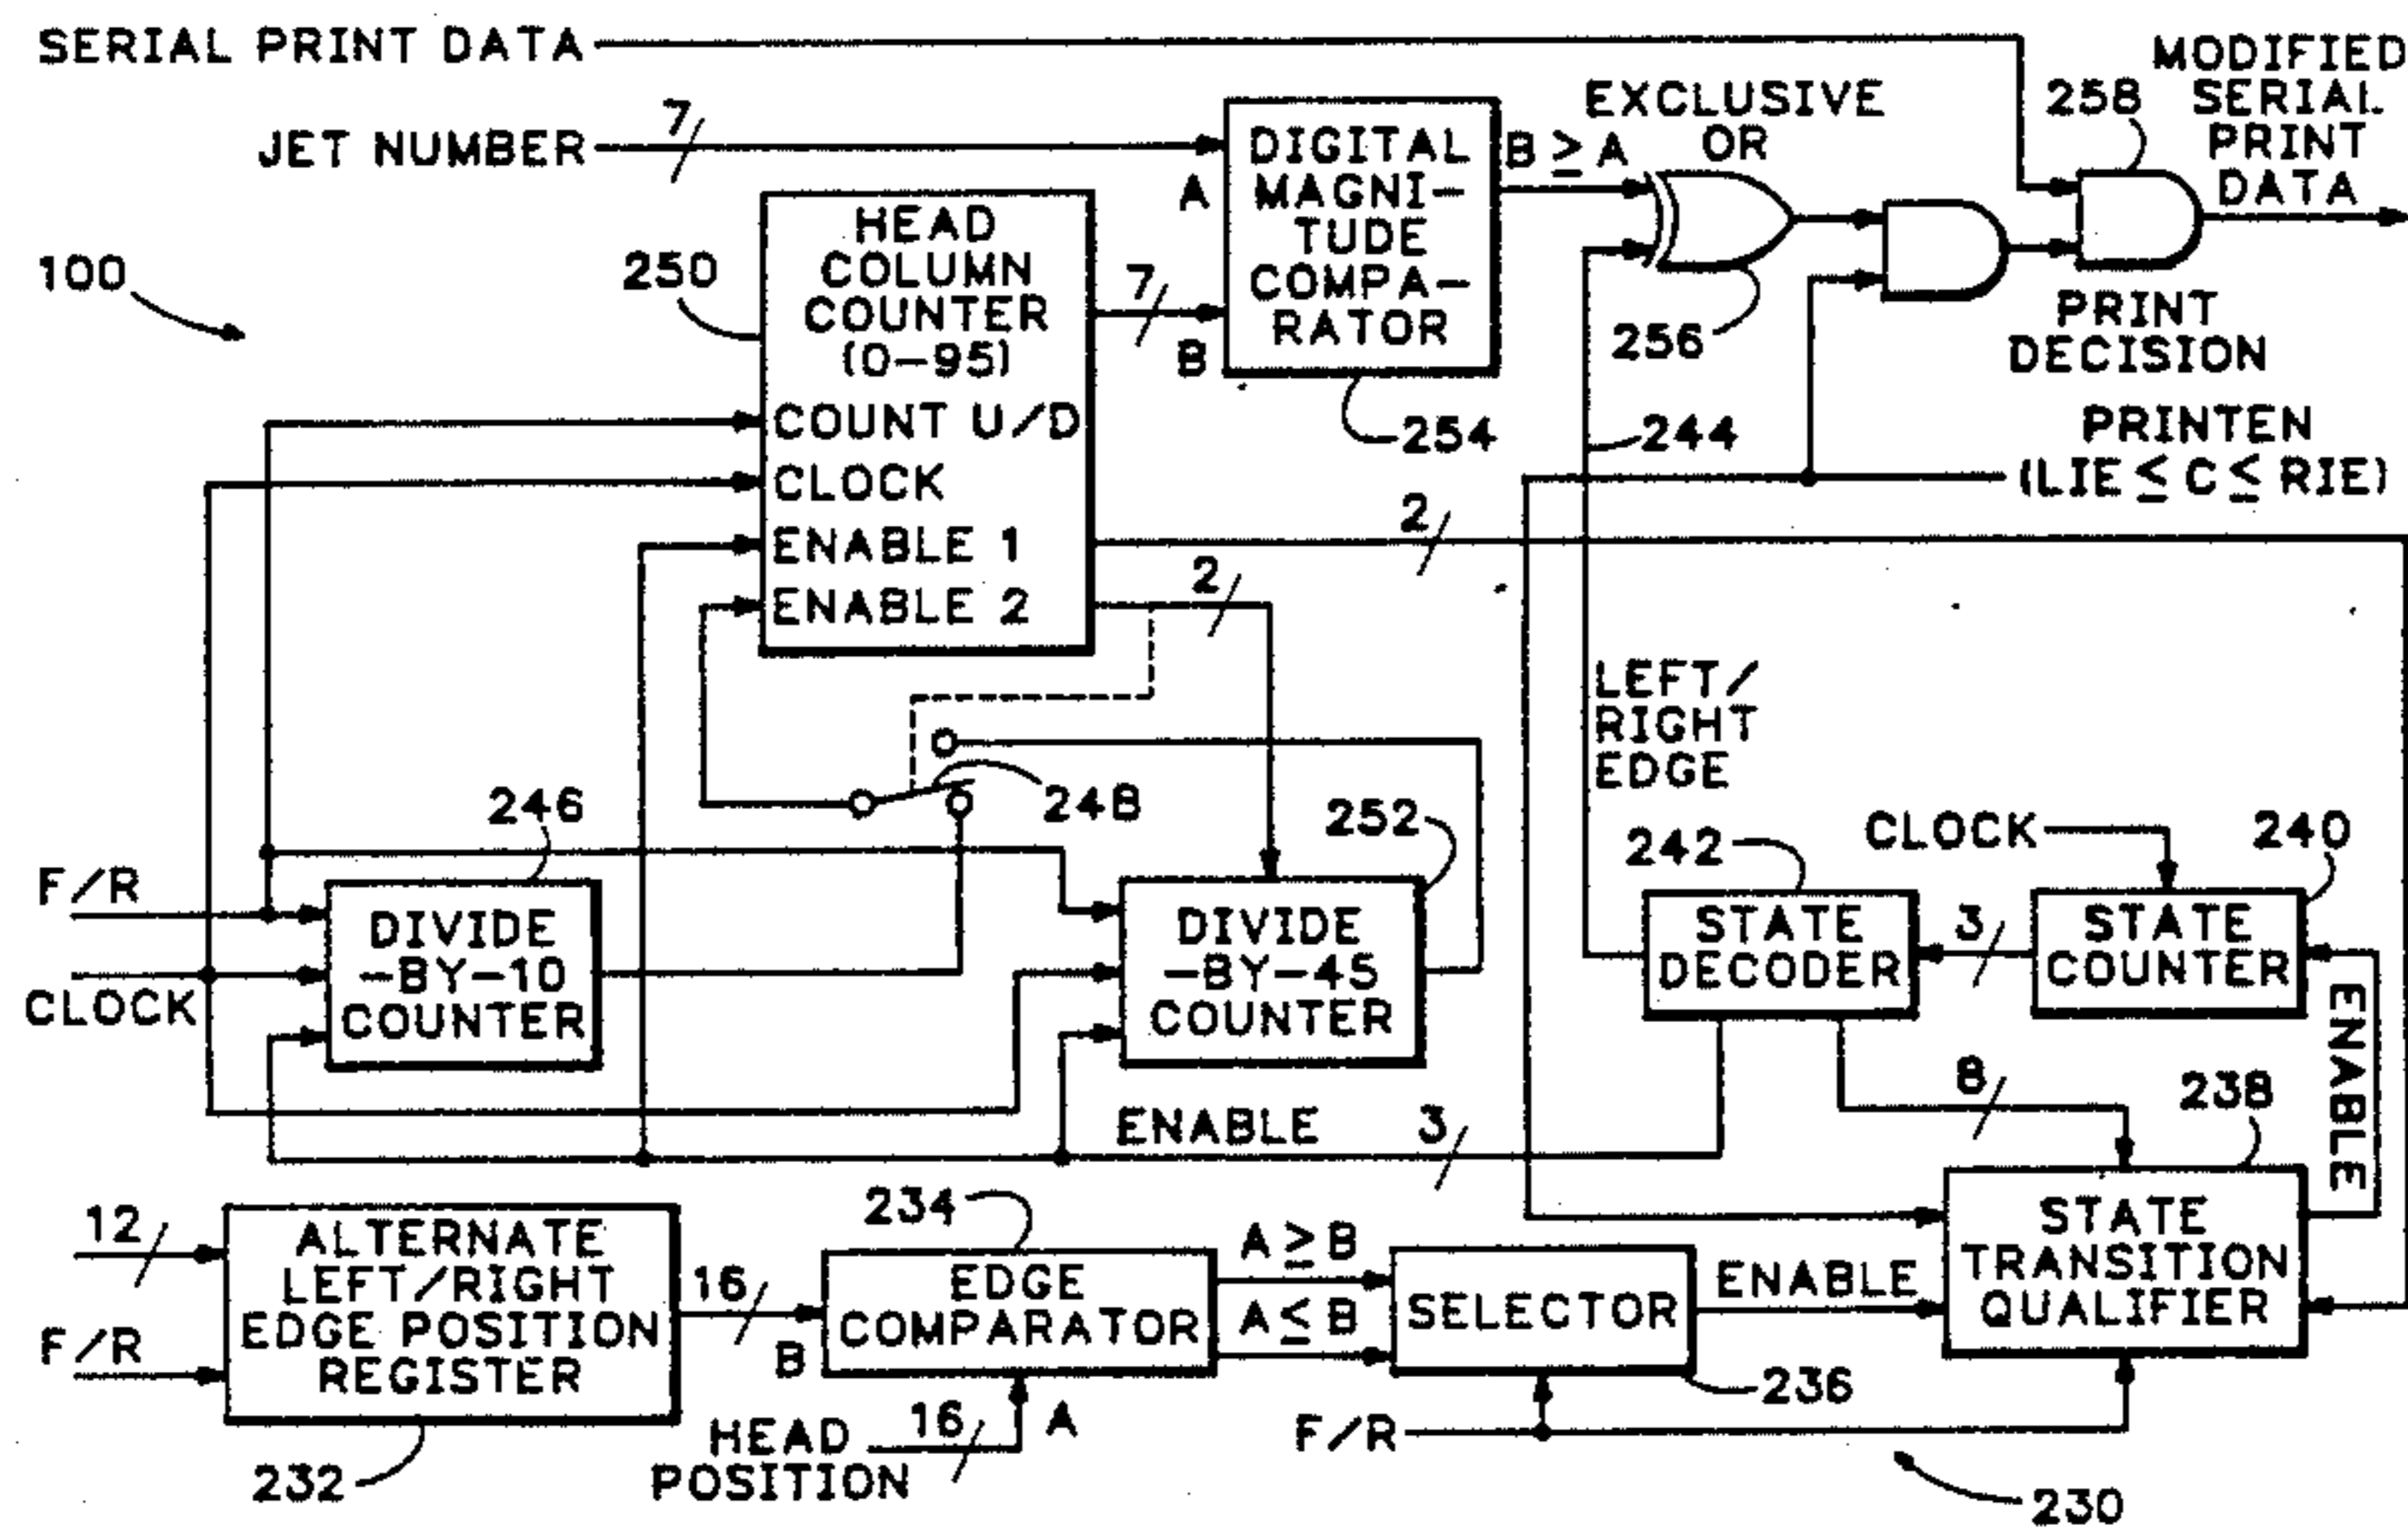 SERIAL PRINT DATA
JET NUMBER
7
A
DIGITAL
MAGNI-
TUDE
COMPA-
RATOR
B
7
B ≥ A
EXCLUSIVE
OR
256
258
MODIFIED
SERIAL
PRINT
DATA
PRINT
DECISION
254
244
PRINTEN
(LIE ≤ C ≤ RIE)
100
250
HEAD
COLUMN
COUNTER
(0-95)
COUNT U/D
CLOCK
ENABLE 1
ENABLE 2
2
2
LEFT/
RIGHT
EDGE
248
246
F/R
CLOCK
DIVIDE
-BY-10
COUNTER
252
DIVIDE
-BY-45
COUNTER
242
STATE
DECODER
3
CLOCK
240
STATE
COUNTER
ENABLE
8
238
ENABLE
3
12
F/R
ALTERNATE
LEFT/RIGHT
EDGE POSITION
REGISTER
232
16
B
234
EDGE
COMPARATOR
HEAD
POSITION
16
A
A ≥ B
A ≤ B
SELECTOR
236
ENABLE
STATE
TRANSITION
QUALIFIER
F/R
230